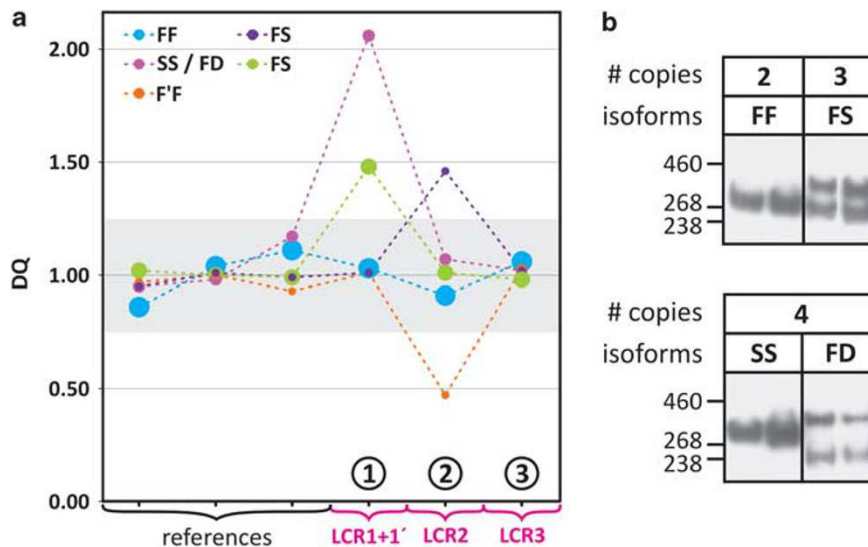 a
FF
FS
SS / FD
FS
F'F
DQ
2.00
1.50
1.00
0.50
0.00
1
2
3
references
LCR1+1´
LCR2
LCR3
b
# copies
2
3
isoforms
FF
FS
460
268
238
# copies
4
isoforms
SS
FD
460
268
238